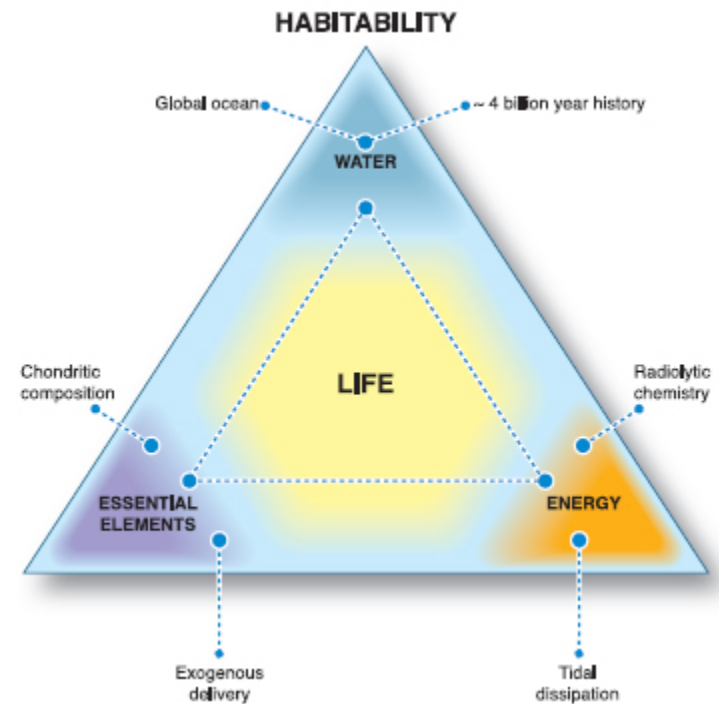 HABITABILITY
Global ocean
~ 4 billion year history
WATER
LIFE
Chondritic
composition
Radiolytic
chemistry
ESSENTIAL
ELEMENTS
ENERGY
Exogenous
delivery
Tidal
dissipation